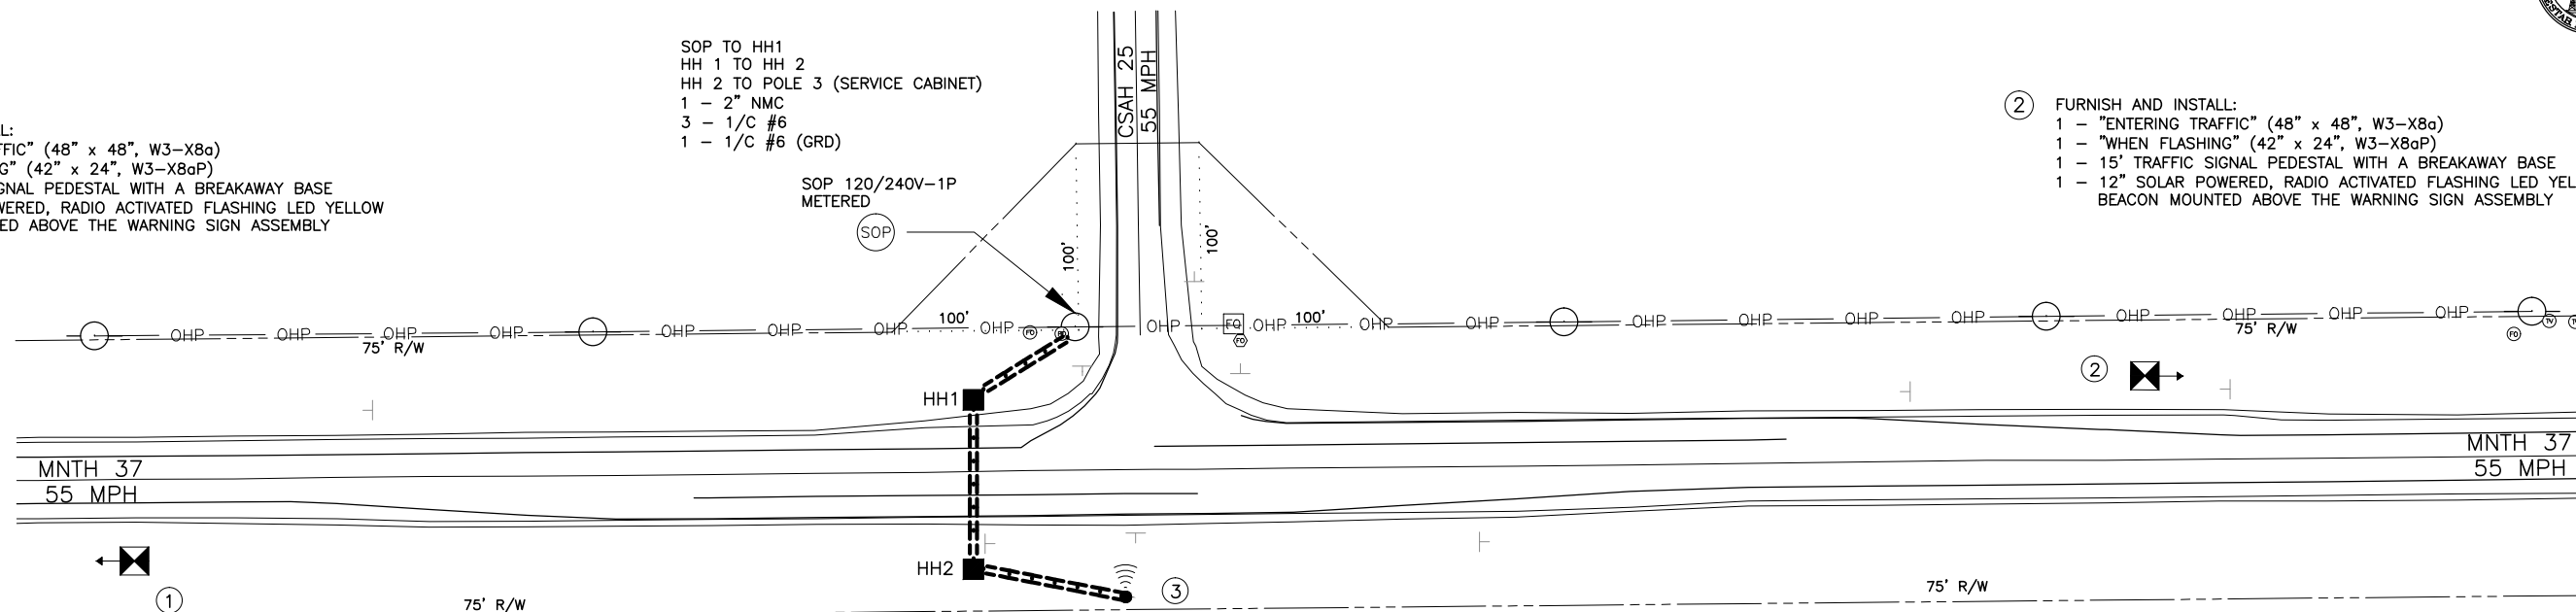 SOP TO HH1
HH 1 TO HH 2
HH 2 TO POLE 3 (SERVICE CABINET)
1 – 2" NMC
3 – 1/C #6
1 – 1/C #6 (GRD)
CSAH 25
55 MPH
2
FURNISH AND INSTALL:
1 – "ENTERING TRAFFIC" (48" x 48", W3-X8a)
1 – "WHEN FLASHING" (42" x 24", W3-X8aP)
1 – 15' TRAFFIC SIGNAL PEDESTAL WITH A BREAKAWAY BASE
1 – 12" SOLAR POWERED, RADIO ACTIVATED FLASHING LED YEL
BEACON MOUNTED ABOVE THE WARNING SIGN ASSEMBLY
L:
FFIC" (48" x 48", W3-X8a)
G" (42" x 24", W3-X8aP)
GNAL PEDESTAL WITH A BREAKAWAY BASE
WERED, RADIO ACTIVATED FLASHING LED YELLOW
ED ABOVE THE WARNING SIGN ASSEMBLY
SOP 120/240V-1P
METERED
SOP
100'
100'
100'
100'
OHP OHP OHP OHP OHP OHP OHP OHP OHP OHP OHP OHP OHP OHP OHP OHP OHP OHP OHP OHP
FO
FO
FO
FO
TV
75' R/W
75' R/W
2
HH1
MNTH 37
55 MPH
MNTH 37
55 MPH
HH2
3
1
75' R/W
75' R/W